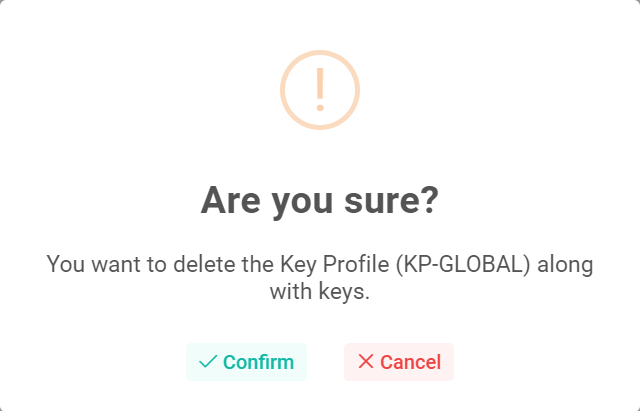 Are you sure?
You want to delete the Key Profile (KP-GLOBAL) along
with keys.
Confirm
Cancel